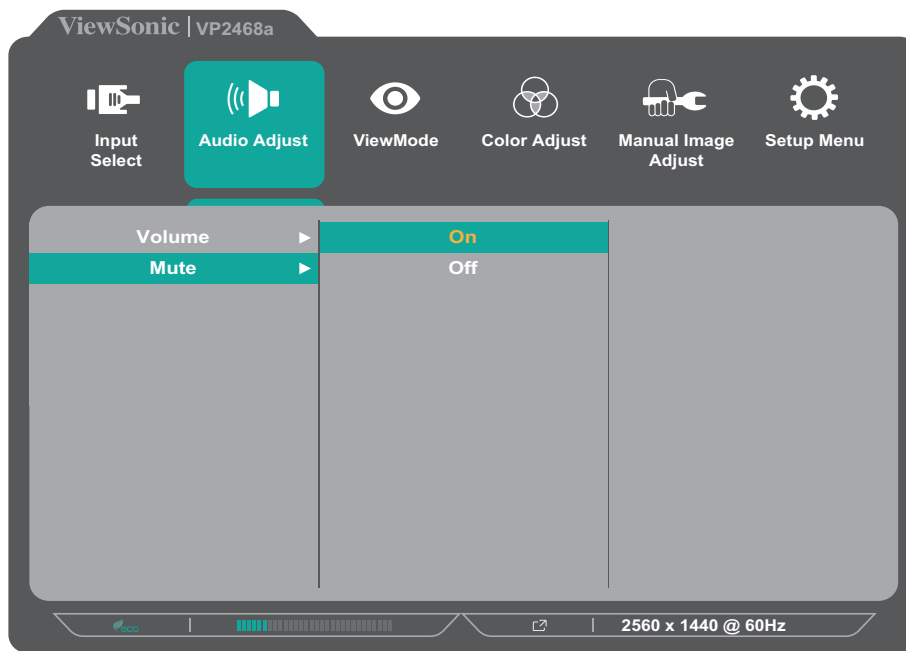 ViewSonic | VP2468a
Input
Select
Audio Adjust
ViewMode
Color Adjust
Manual Image
Adjust
Setup Menu
Volume
On
Mute
Off
eco
2560 x 1440 @ 60Hz